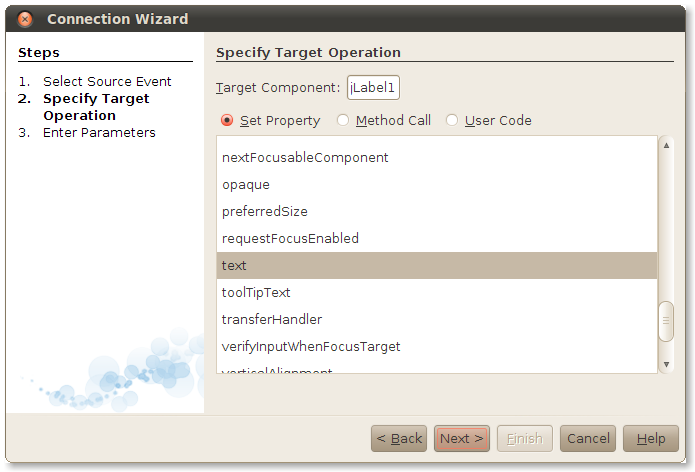 Connection Wizard
Steps
1. Select Source Event
2. Specify Target
Operation
3. Enter Parameters
Specify Target Operation
Target Component: jLabel1
Set Property Method Call User Code
nextFocusableComponent
opaque
preferredSize
requestFocusEnabled
text
toolTipText
transferHandler
verifyInputWhenFocusTarget
verticalAlignment
< Back Next > Finish Cancel Help